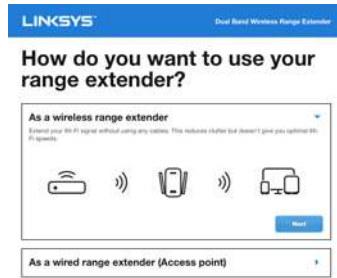 LINKSYS
Dual Band Wireless Range Extender
How do you want to use your
range extender?
As a wireless range extender
Extend your Wi-Fi signal without using any cables. This reduces clutter but doesn't give you optimal Wi-
Fi speeds.
Next
As a wired range extender (Access point)